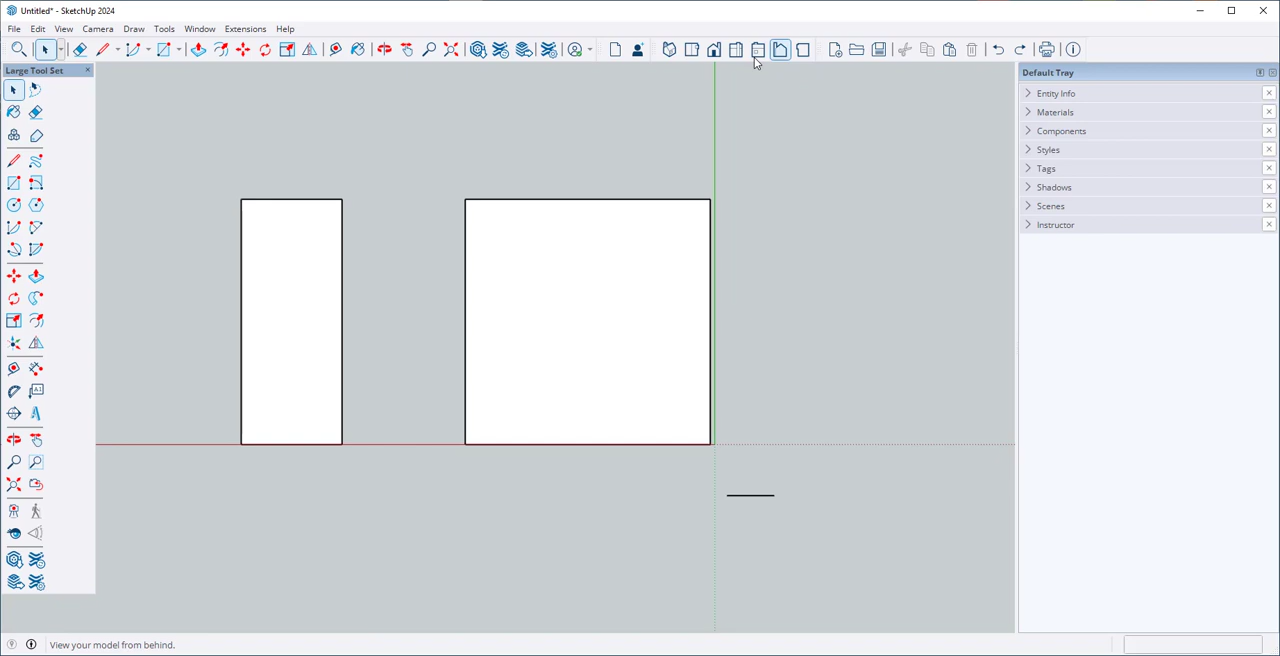 Untitled* - SketchUp 2024
File Edit View Camera Draw Tools Window Extensions Help
Large Tool Set
Default Tray
Entity Info
Materials
Components
Styles
Tags
Shadows
Scenes
Instructor
View your model from behind.